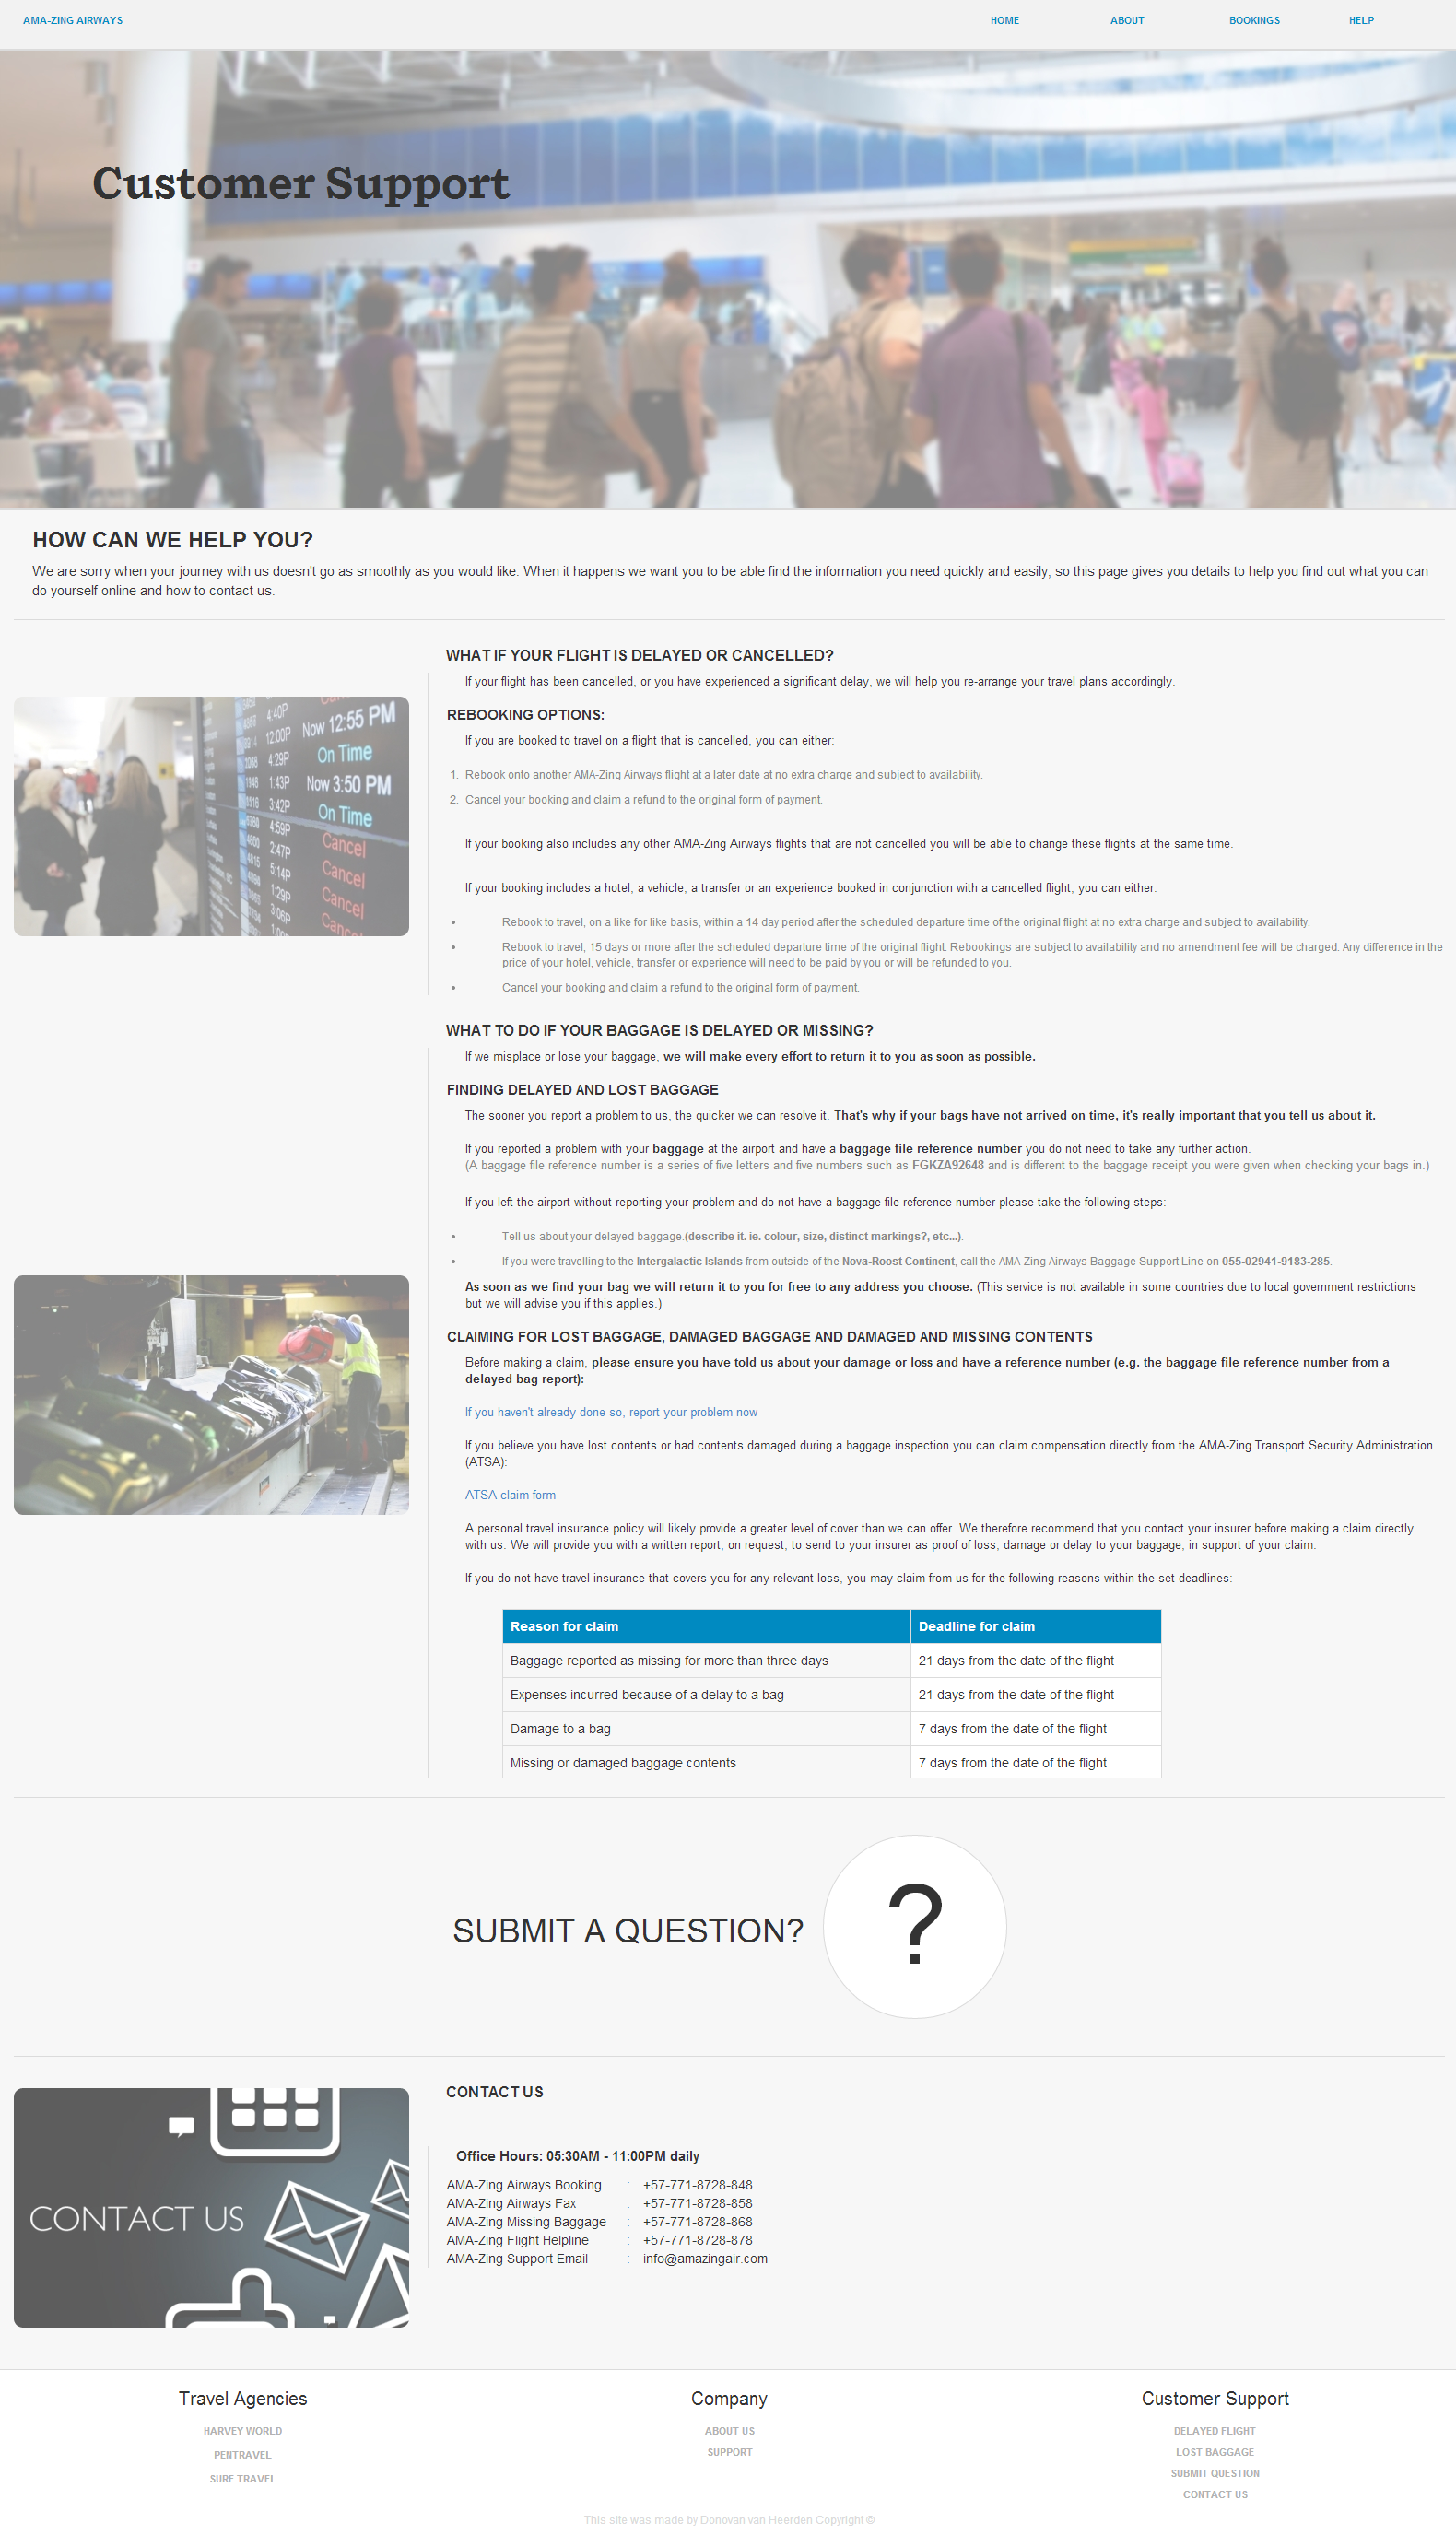 AMA-ZING AIRWAYS
HOME
ABOUT
BOOKINGS
HELP
Customer Support
HOW CAN WE HELP YOU?
We are sorry when your journey with us doesn't go as smoothly as you would like. When it happens we want you to be able find the information you need quickly and easily, so this page gives you details to help you find out what you can
do yourself online and how to contact us.
4:40P
12:00P
4:29P
1:43P
3:42P
4:59P
2:47P
5:14P
1:29P
3:06P
Now 12:55 PM
On Time
Now 3:50 PM
On Time
Cancel
Cancel
Cancel
Cancel
WHAT IF YOUR FLIGHT IS DELAYED OR CANCELLED?
If your flight has been cancelled, or you have experienced a significant delay, we will help you re-arrange your travel plans accordingly.
REBOOKING OPTIONS:
If you are booked to travel on a flight that is cancelled, you can either:
1. Rebook onto another AMA-Zing Airways flight at a later date at no extra charge and subject to availability.
2. Cancel your booking and claim a refund to the original form of payment.
If your booking also includes any other AMA-Zing Airways flights that are not cancelled you will be able to change these flights at the same time.
If your booking includes a hotel, a vehicle, a transfer or an experience booked in conjunction with a cancelled flight, you can either:
• Rebook to travel, on a like for like basis, within a 14 day period after the scheduled departure time of the original flight at no extra charge and subject to availability.
• Rebook to travel, 15 days or more after the scheduled departure time of the original flight. Rebookings are subject to availability and no amendment fee will be charged. Any difference in the
price of your hotel, vehicle, transfer or experience will need to be paid by you or will be refunded to you.
• Cancel your booking and claim a refund to the original form of payment.
WHAT TO DO IF YOUR BAGGAGE IS DELAYED OR MISSING?
If we misplace or lose your baggage, we will make every effort to return it to you as soon as possible.
FINDING DELAYED AND LOST BAGGAGE
The sooner you report a problem to us, the quicker we can resolve it. That's why if your bags have not arrived on time, it's really important that you tell us about it.
If you reported a problem with your baggage at the airport and have a baggage file reference number you do not need to take any further action.
(A baggage file reference number is a series of five letters and five numbers such as FGKZA92648 and is different to the baggage receipt you were given when checking your bags in.)
If you left the airport without reporting your problem and do not have a baggage file reference number please take the following steps:
• Tell us about your delayed baggage.(describe it. ie. colour, size, distinct markings?, etc...).
• If you were travelling to the Intergalactic Islands from outside of the Nova-Roost Continent, call the AMA-Zing Airways Baggage Support Line on 055-02941-9183-285.
As soon as we find your bag we will return it to you for free to any address you choose. (This service is not available in some countries due to local government restrictions
but we will advise you if this applies.)
CLAIMING FOR LOST BAGGAGE, DAMAGED BAGGAGE AND DAMAGED AND MISSING CONTENTS
Before making a claim, please ensure you have told us about your damage or loss and have a reference number (e.g. the baggage file reference number from a
delayed bag report):
If you haven't already done so, report your problem now
If you believe you have lost contents or had contents damaged during a baggage inspection you can claim compensation directly from the AMA-Zing Transport Security Administration
(ATSA):
ATSA claim form
A personal travel insurance policy will likely provide a greater level of cover than we can offer. We therefore recommend that you contact your insurer before making a claim directly
with us. We will provide you with a written report, on request, to send to your insurer as proof of loss, damage or delay to your baggage, in support of your claim.
If you do not have travel insurance that covers you for any relevant loss, you may claim from us for the following reasons within the set deadlines:
Reason for claim Deadline for claim
Baggage reported as missing for more than three days 21 days from the date of the flight
Expenses incurred because of a delay to a bag 21 days from the date of the flight
Damage to a bag 7 days from the date of the flight
Missing or damaged baggage contents 7 days from the date of the flight
SUBMIT A QUESTION?
?
CONTACT US
CONTACT US
Office Hours: 05:30AM - 11:00PM daily
AMA-Zing Airways Booking : +57-771-8728-848
AMA-Zing Airways Fax : +57-771-8728-858
AMA-Zing Missing Baggage : +57-771-8728-868
AMA-Zing Flight Helpline : +57-771-8728-878
AMA-Zing Support Email : info@amazingair.com
Travel Agencies
HARVEY WORLD
PENTRAVEL
SURE TRAVEL
Company
ABOUT US
SUPPORT
Customer Support
DELAYED FLIGHT
LOST BAGGAGE
SUBMIT QUESTION
CONTACT US
This site was made by Donovan van Heerden Copyright ©